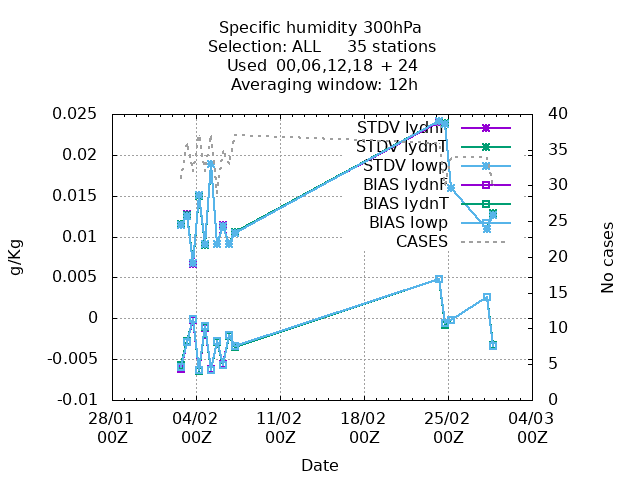 Specific humidity 300hPa
Selection: ALL 35 stations
Used 00,06,12,18 + 24
Averaging window: 12h
0.025
0.02
0.015
0.01
0.005
0
-0.005
-0.01
g/Kg
40
35
30
25
20
15
10
5
0
No cases
STDV lydnF
STDV lydnT
STDV lowp
BIAS lydnF
BIAS lydnT
BIAS lowp
CASES
28/01 04/02 11/02 18/02 25/02 04/03
00Z 00Z 00Z 00Z 00Z 00Z
Date